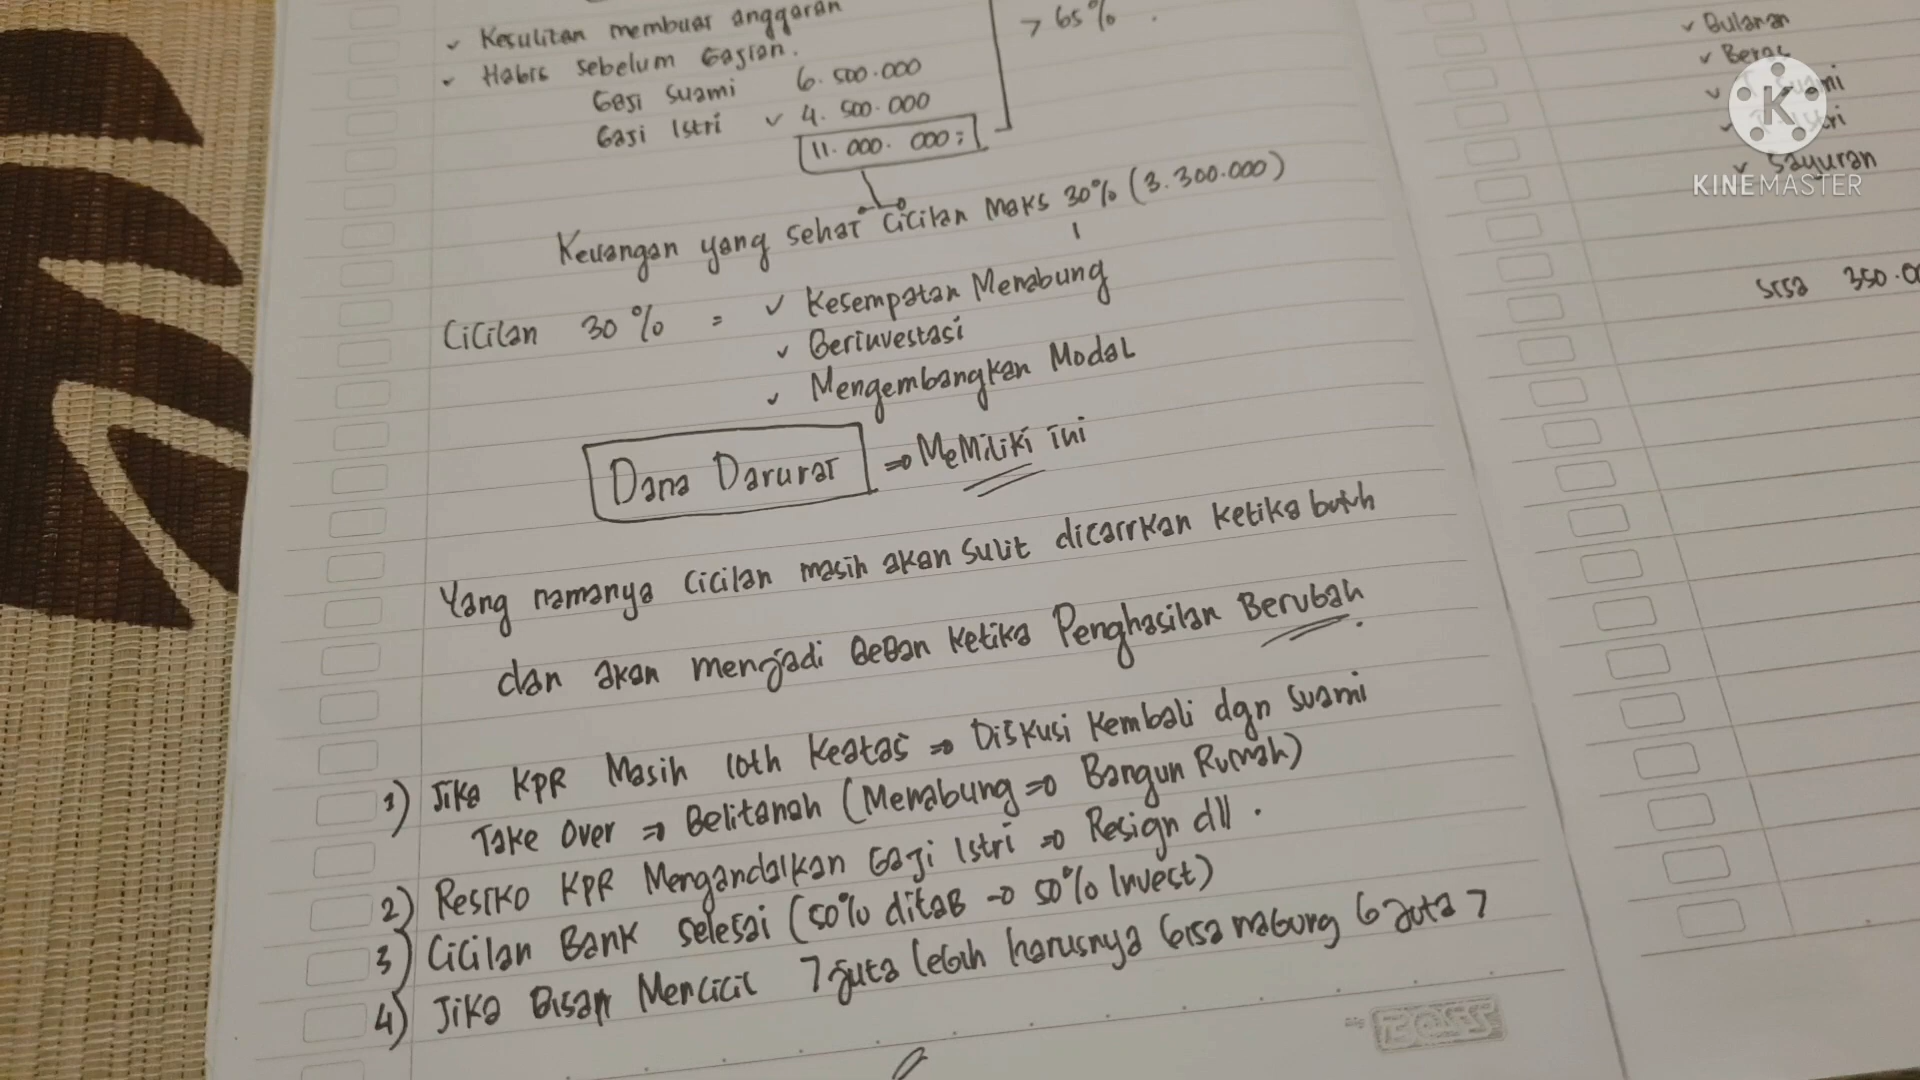 ✓ Kesulitan membuat anggaran
✓ Habis sebelum Gajian.
Gaji Suami 6.500.000
Gaji Istri ✓ 4.500.000
11.000.000;
> 65%
Keuangan yang sehat Cicilan Maks 30% (3.300.000)
Cicilan 30% = ✓ Kesempatan Menabung
✓ Berinvestasi
✓ Mengembangkan Modal
Dana Darurat => Memiliki ini
Yang namanya Cicilan masih akan Sulit dicarikan Ketika butuh
dan akan menjadi Beban Ketika Penghasilan Berubah.
1) Jika KPR Masih 10th Keatas => Diskusi Kembali dgn Suami
Take Over => Belitanah (Menabung => Bangun Rumah)
2) Resiko KPR Mengandalkan Gaji Istri => Resign dll.
3) Cicilan Bank Selesai (50% ditab -> 50% Invest)
4) Jika Bisa Mencicil 7 juta lebih harusnya bisa nabung 6 juta 7
BOSS
✓ Bulanan
✓ Beras
✓ Sayuran
Sisa 350.00
K
KINEMASTER